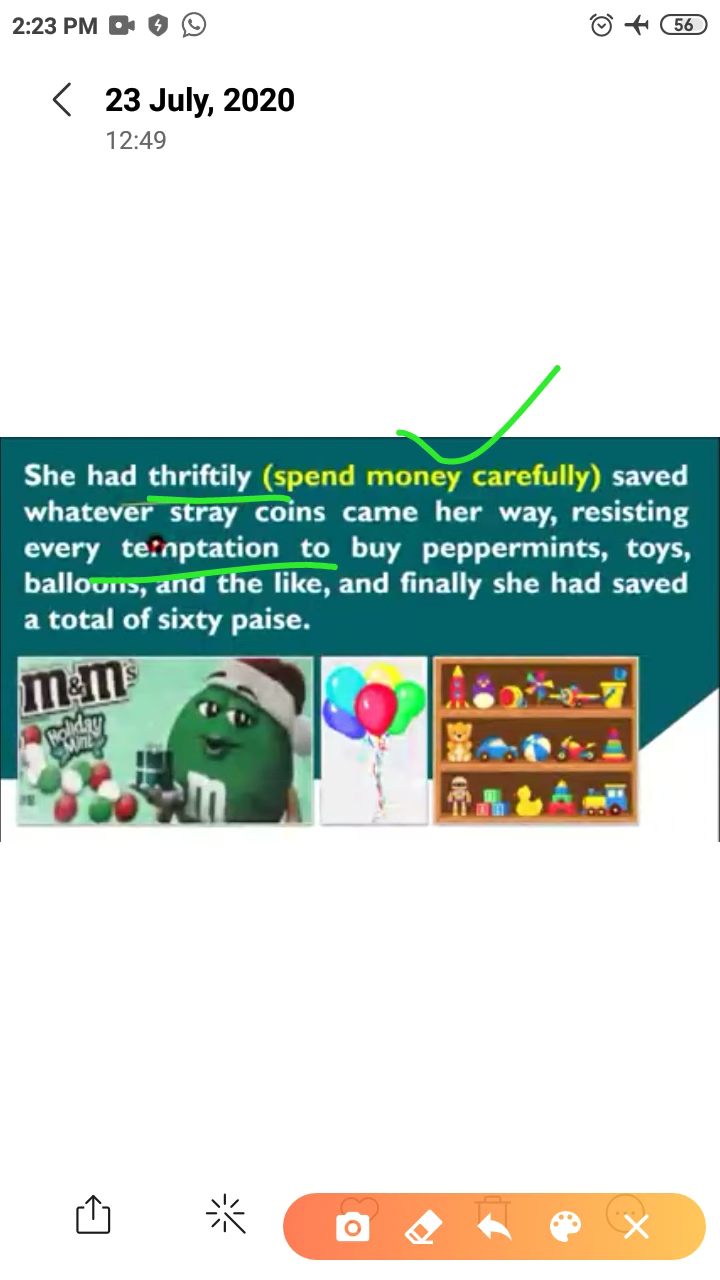 2:23 PM
56
23 July, 2020
12:49
She had thriftily (spend money carefully) saved
whatever stray coins came her way, resisting
every temptation to buy peppermints, toys,
balloons, and the like, and finally she had saved
a total of sixty paise.
m&m's
Holiday
Mint
m